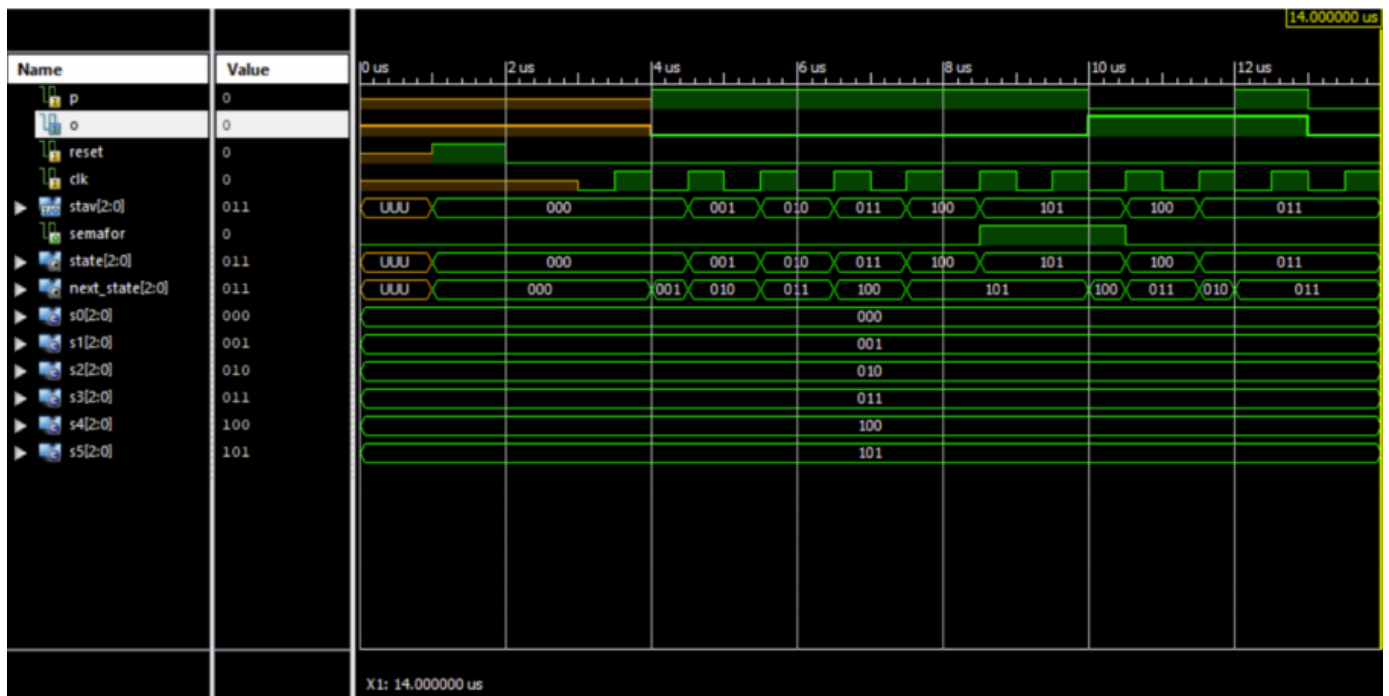 14.000000 us
Name Value 0 us 2 us 4 us 6 us 8 us 10 us 12 us
p 0
o 0
reset 0
clk 0
stav[2:0] 011 UUU 000 001 010 011 100 101 100 011
semafor 0
state[2:0] 011 UUU 000 001 010 011 100 101 100 011
next_state[2:0] 011 UUU 000 001 010 011 100 101 100 011 010 011
s0[2:0] 000 000
s1[2:0] 001 001
s2[2:0] 010 010
s3[2:0] 011 011
s4[2:0] 100 100
s5[2:0] 101 101
X1: 14.000000 us